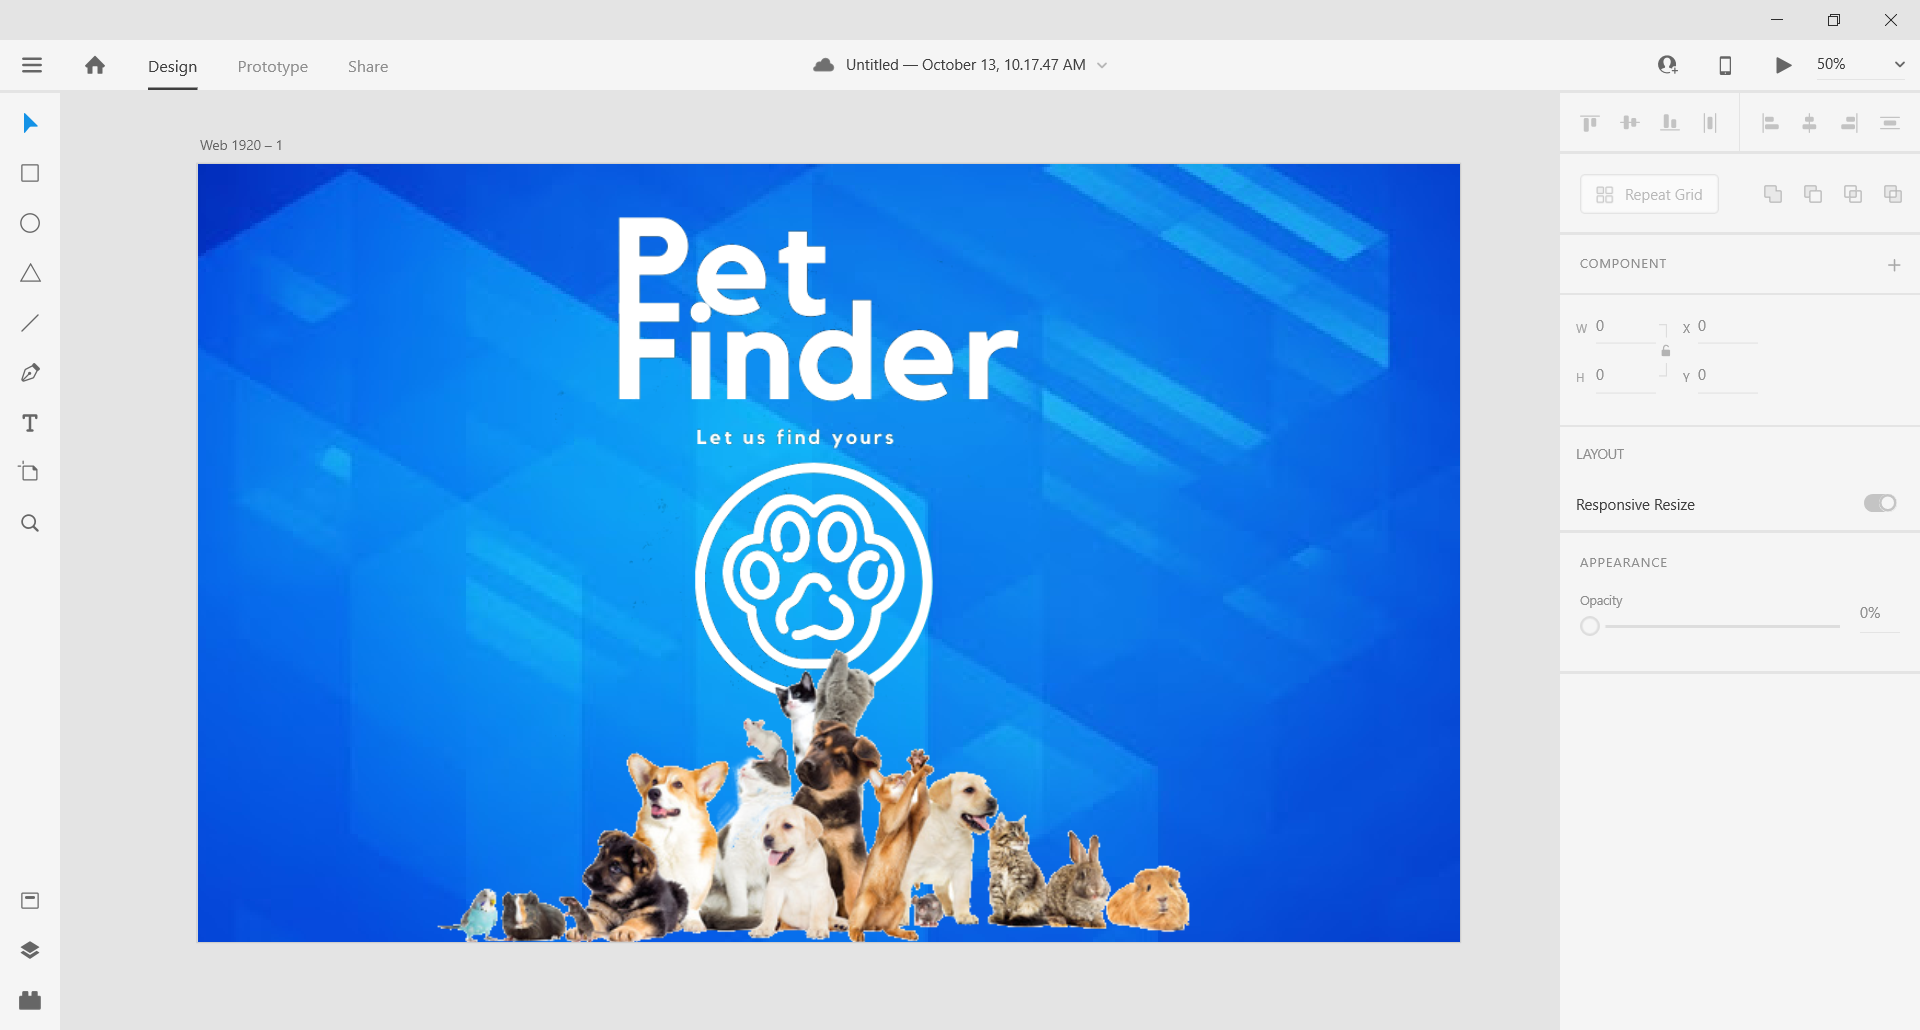 Design
Prototype
Share
Untitled — October 13, 10.17.47 AM
50%
Web 1920 – 1
Pet
Finder
Let us find yours
Repeat Grid
COMPONENT
W 0
X 0
H 0
Y 0
LAYOUT
Responsive Resize
APPEARANCE
Opacity
0%